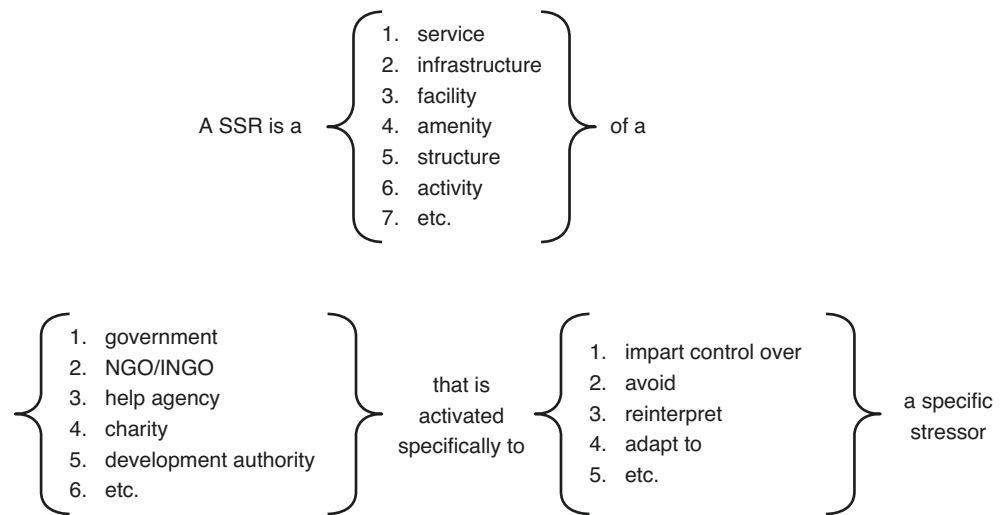 A SSR is a
1. service
2. infrastructure
3. facility
4. amenity
5. structure
6. activity
7. etc.
of a
1. government
2. NGO/INGO
3. help agency
4. charity
5. development authority
6. etc.
that is
activated
specifically to
1. impart control over
2. avoid
3. reinterpret
4. adapt to
5. etc.
a specific
stressor